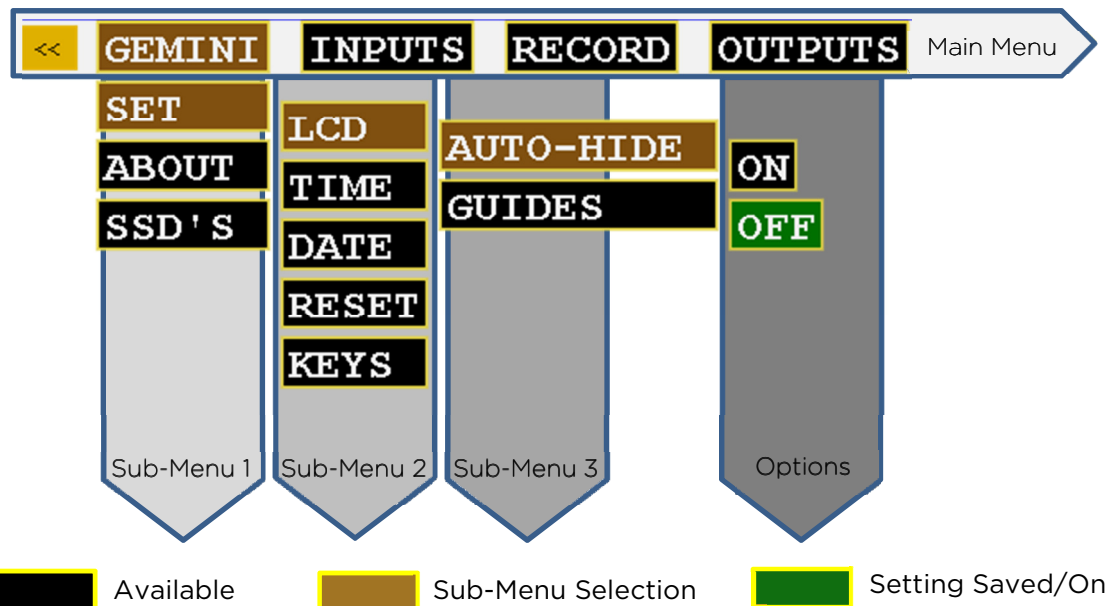 << GEMINI INPUTS RECORD OUTPUTS Main Menu
SET
ABOUT
SSD'S
LCD
TIME
DATE
RESET
KEYS
AUTO-HIDE
GUIDES
ON
OFF
Sub-Menu 1 Sub-Menu 2 Sub-Menu 3 Options
Available Sub-Menu Selection Setting Saved/On